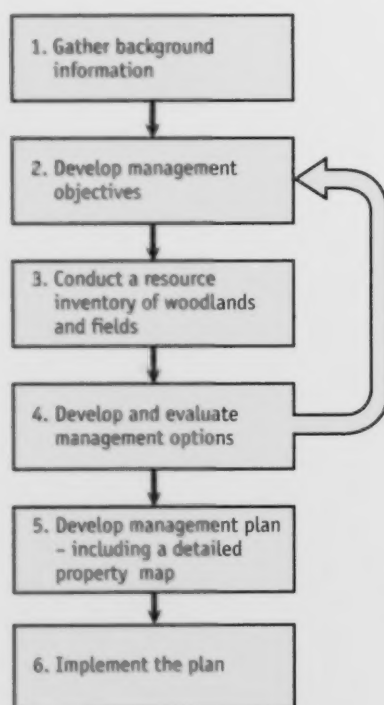 1. Gather background
information
2. Develop management
objectives
3. Conduct a resource
inventory of woodlands
and fields
4. Develop and evaluate
management options
5. Develop management plan
– including a detailed
property map
6. Implement the plan